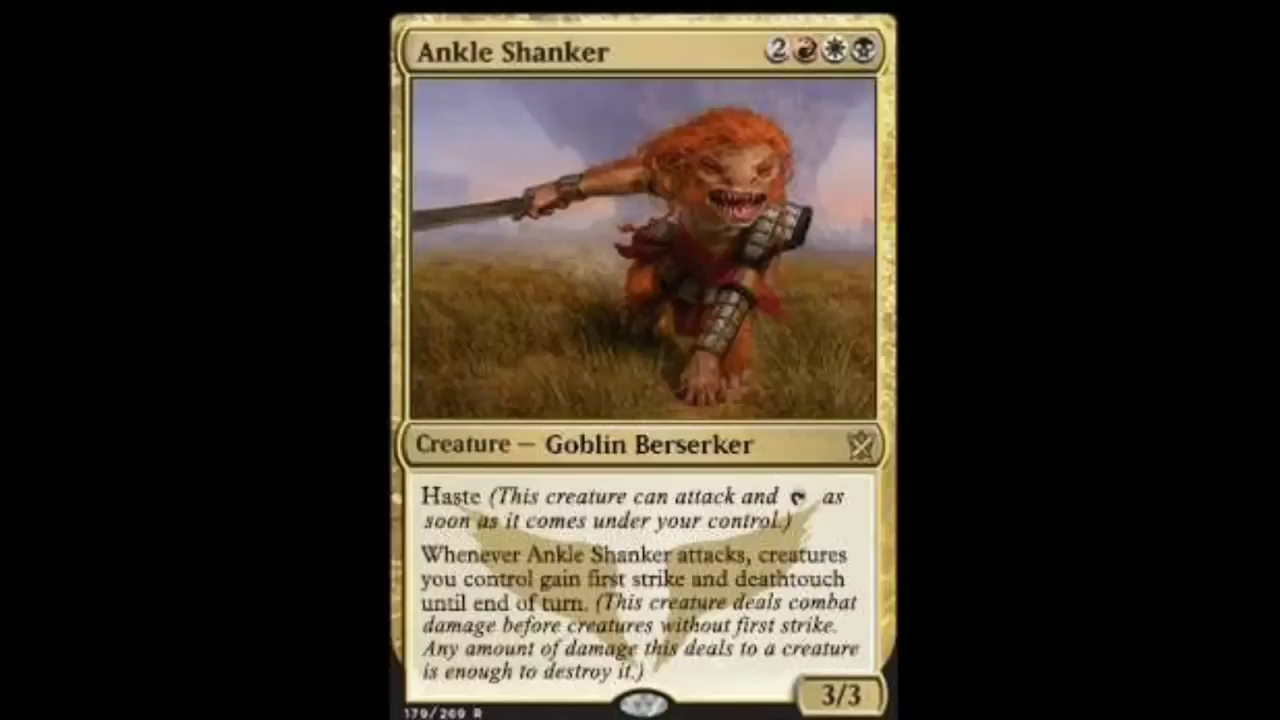 Ankle Shanker 2
Creature — Goblin Berserker
Haste (This creature can attack and as
soon as it comes under your control.)
Whenever Ankle Shanker attacks, creatures
you control gain first strike and deathtouch
until end of turn. (This creature deals combat
damage before creatures without first strike.
Any amount of damage this deals to a creature
is enough to destroy it.)
3/3
179/269 R